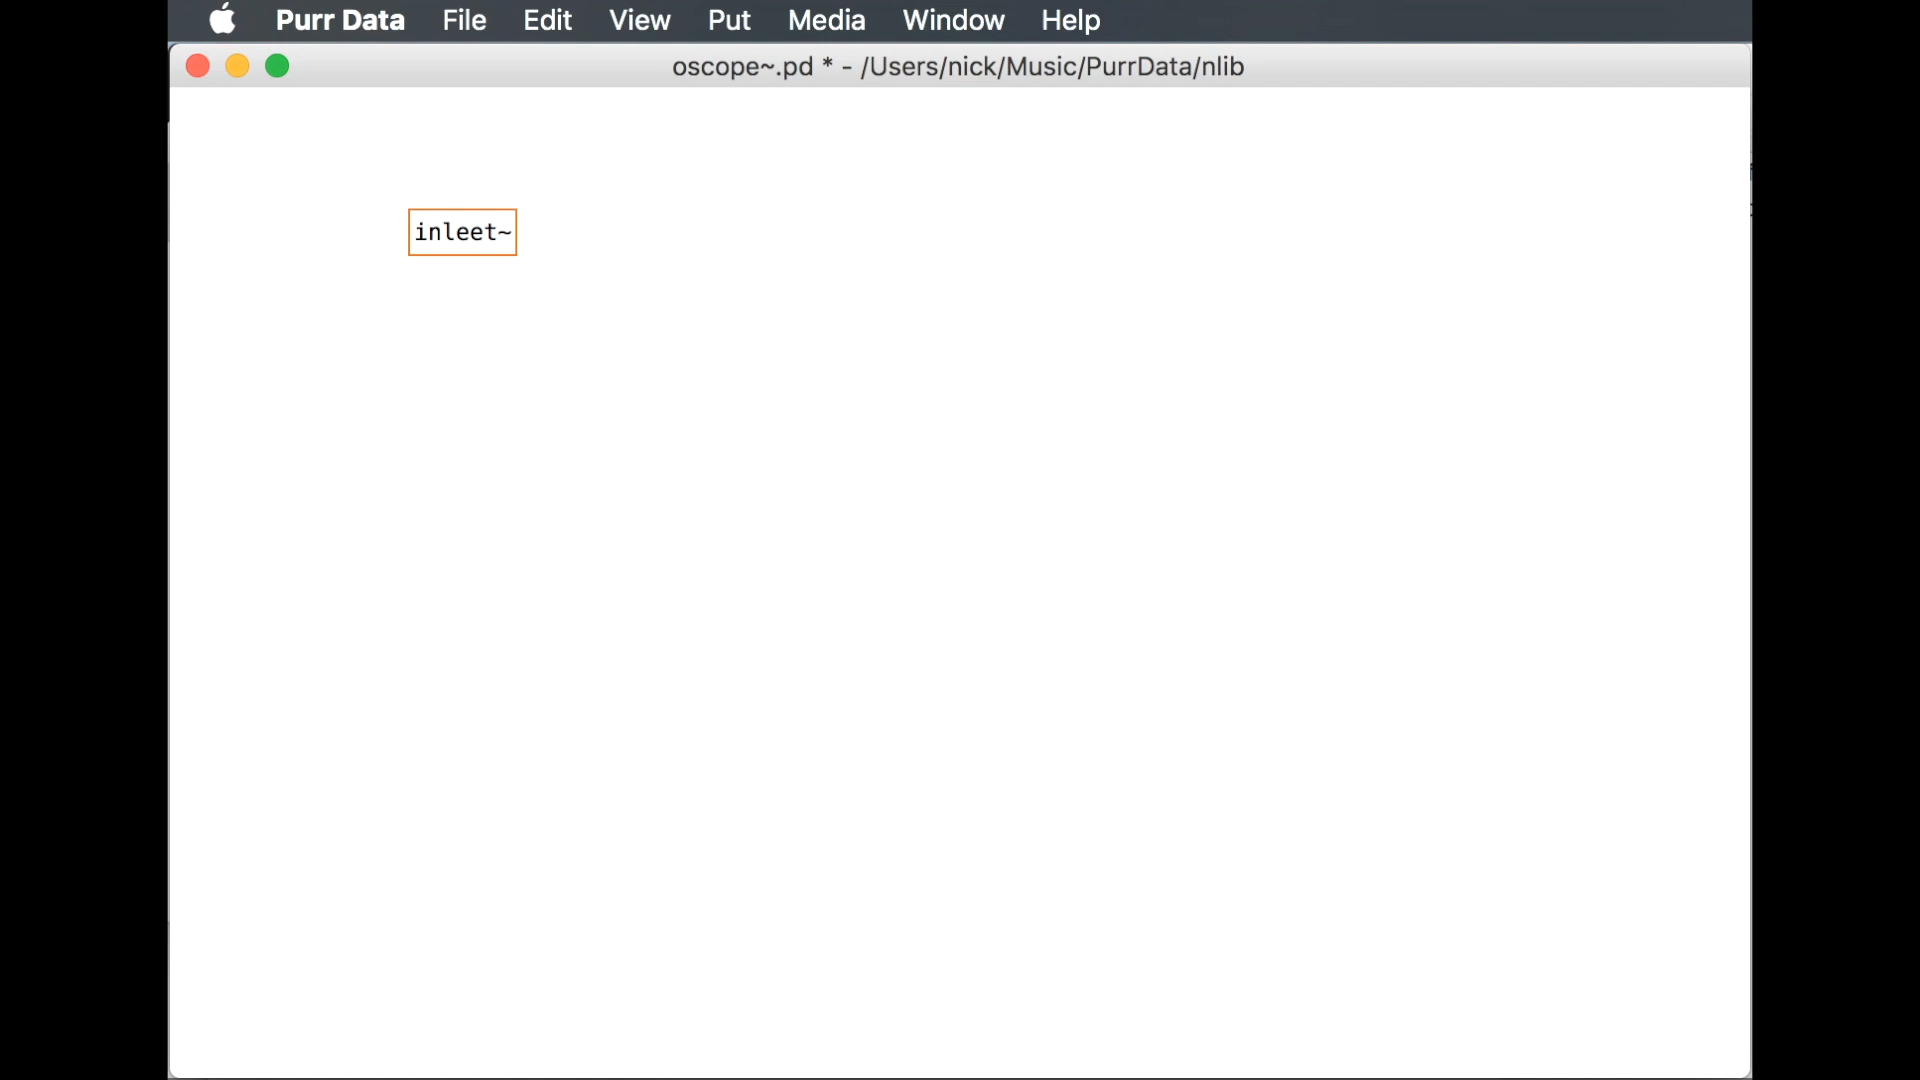 Purr Data File Edit View Put Media Window Help
oscope~.pd * - /Users/nick/Music/PurrData/nlib
inleet~